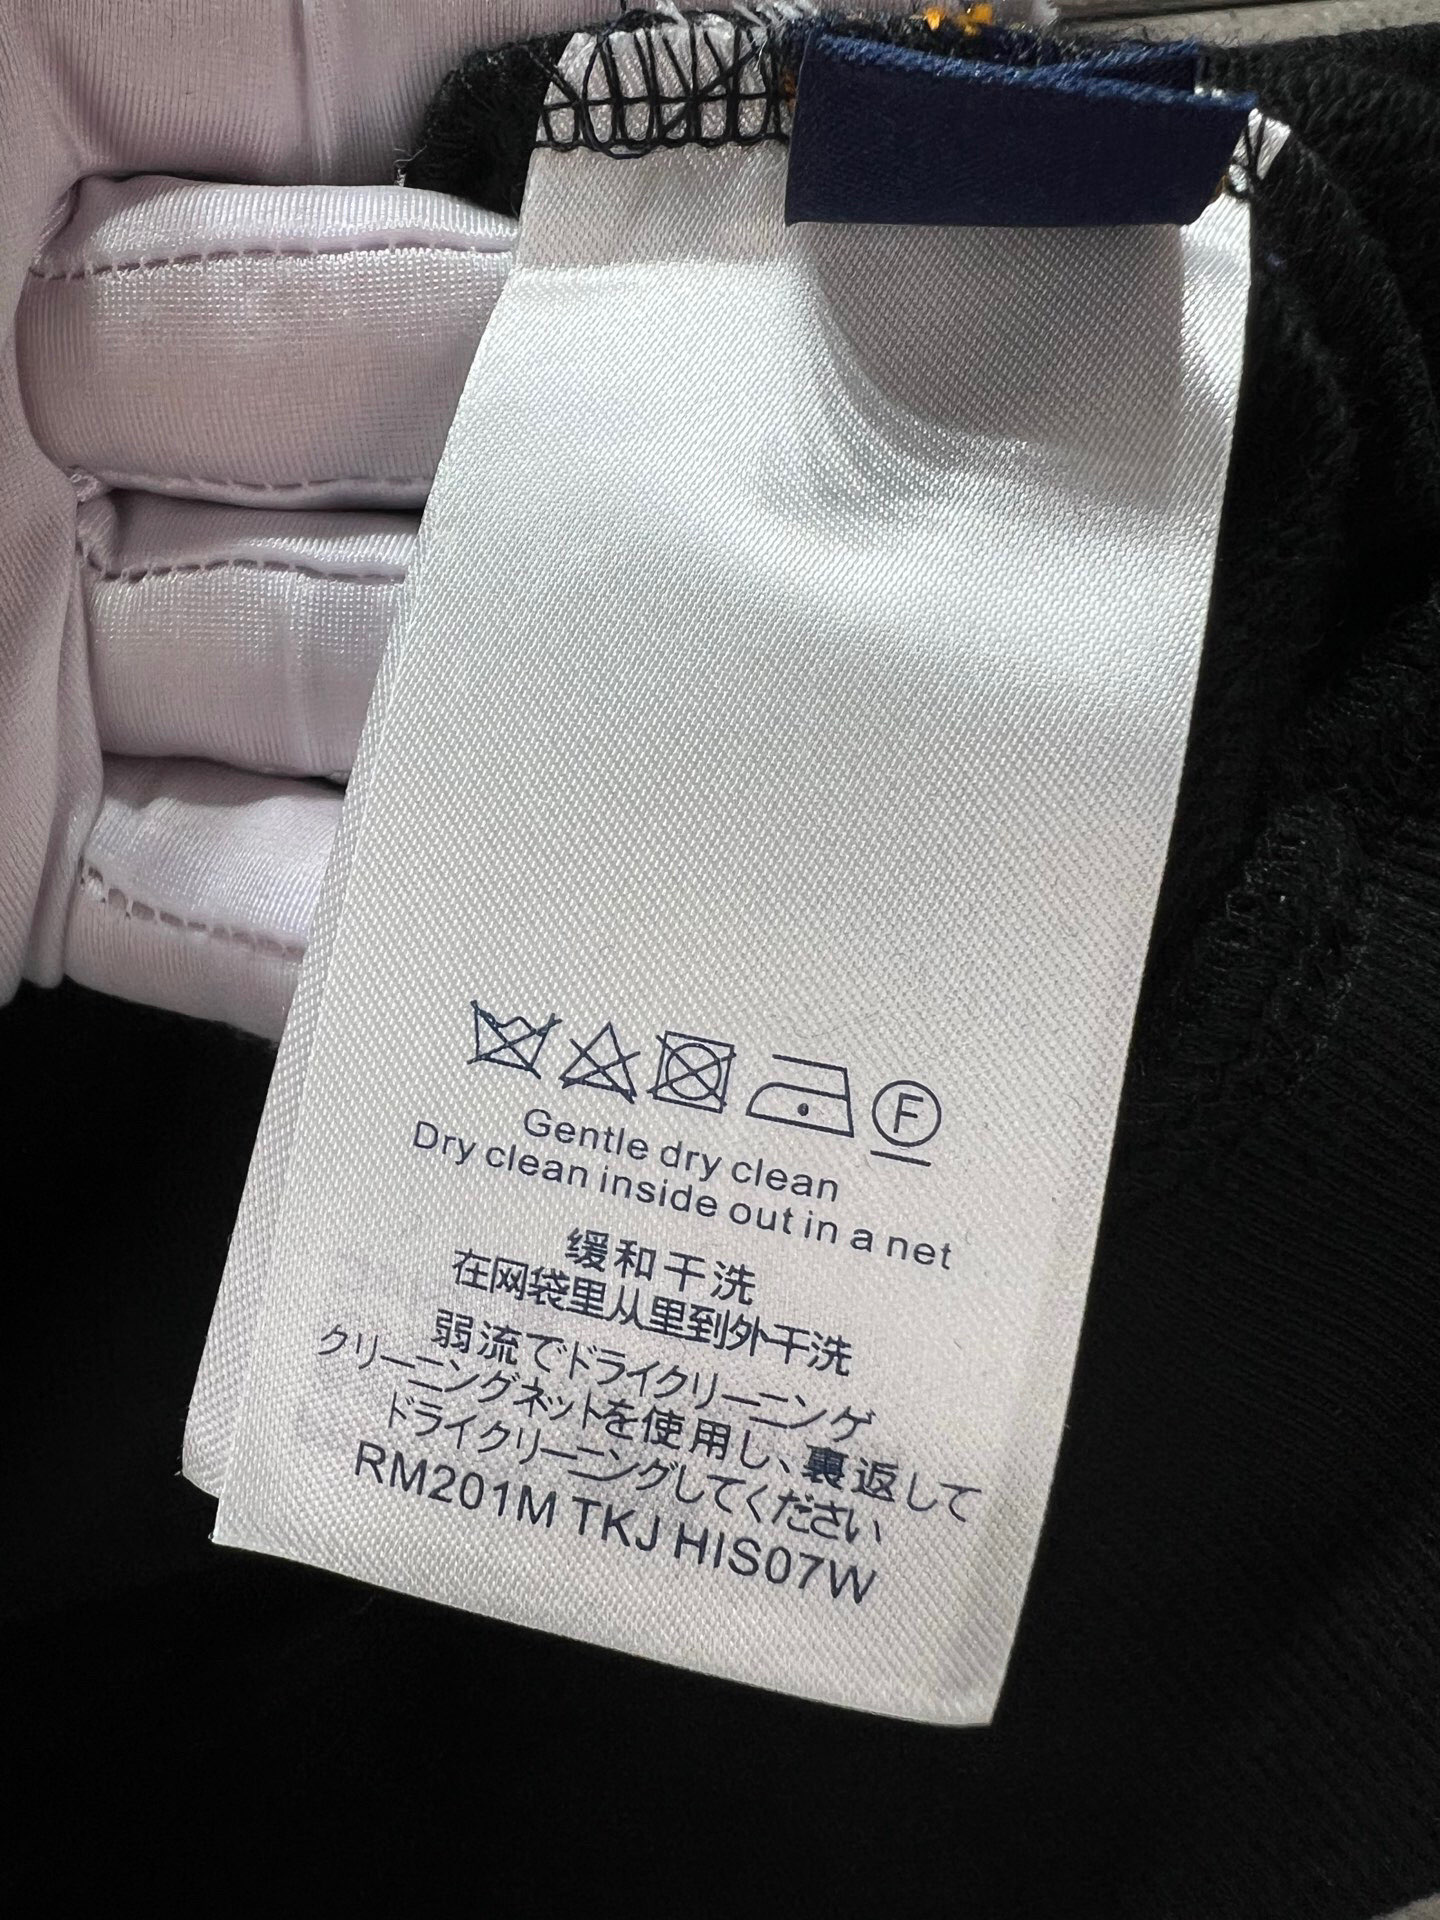 F
Gentle dry clean
Dry clean inside out in a net
缓和干洗
在网袋里从里到外干洗
弱流でドライクリーニング
クリーニングネットを使用し、裏返して
ドライクリーニングしてください
RM201M TKJ HIS07W